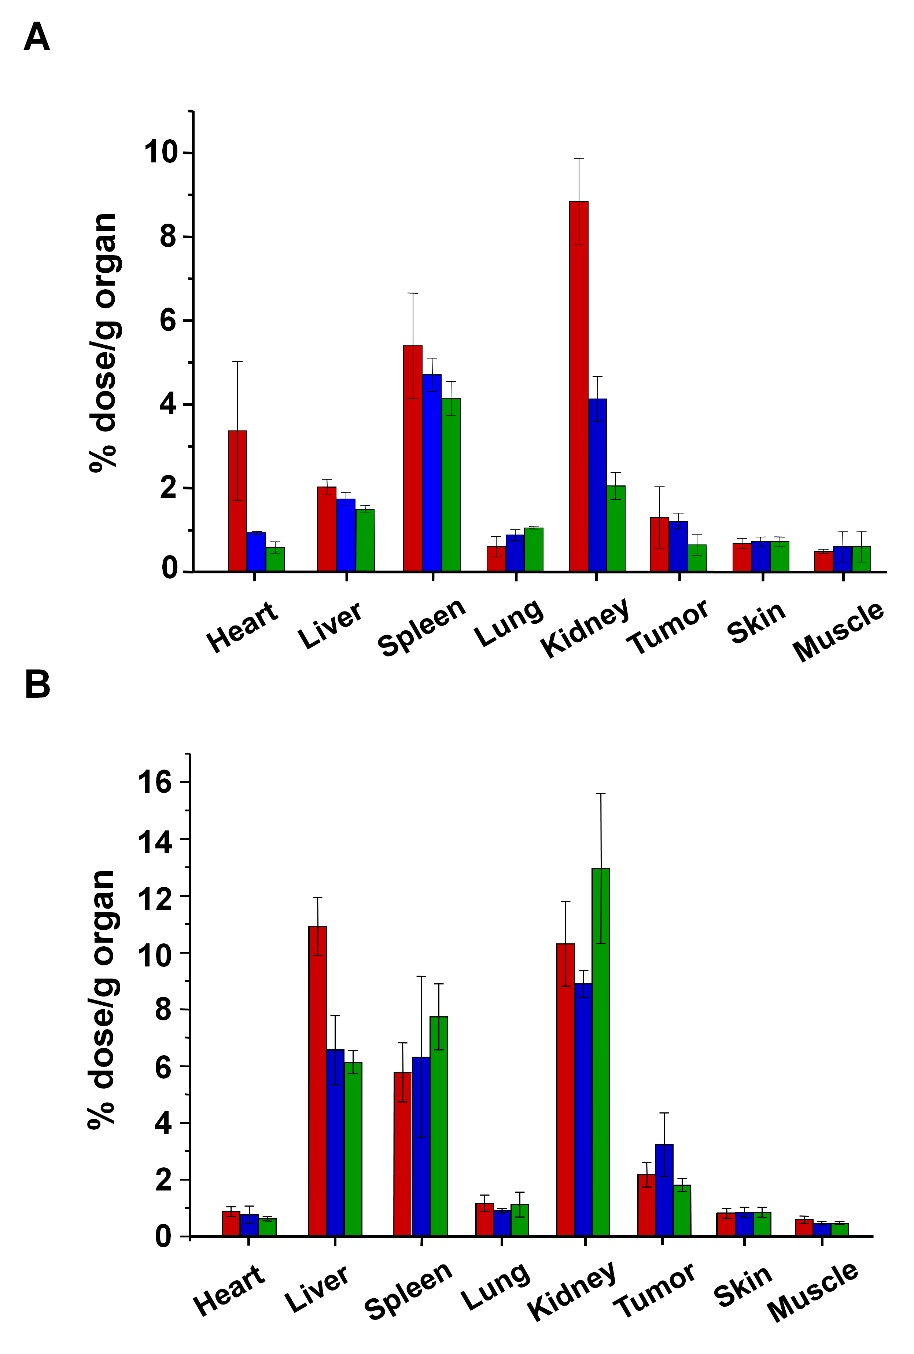 A
10
8
6
4
2
0
% dose/g organ
Heart
Liver
Spleen
Lung
Kidney
Tumor
Skin
Muscle
B
16
14
12
10
8
6
4
2
0
% dose/g organ
Heart
Liver
Spleen
Lung
Kidney
Tumor
Skin
Muscle